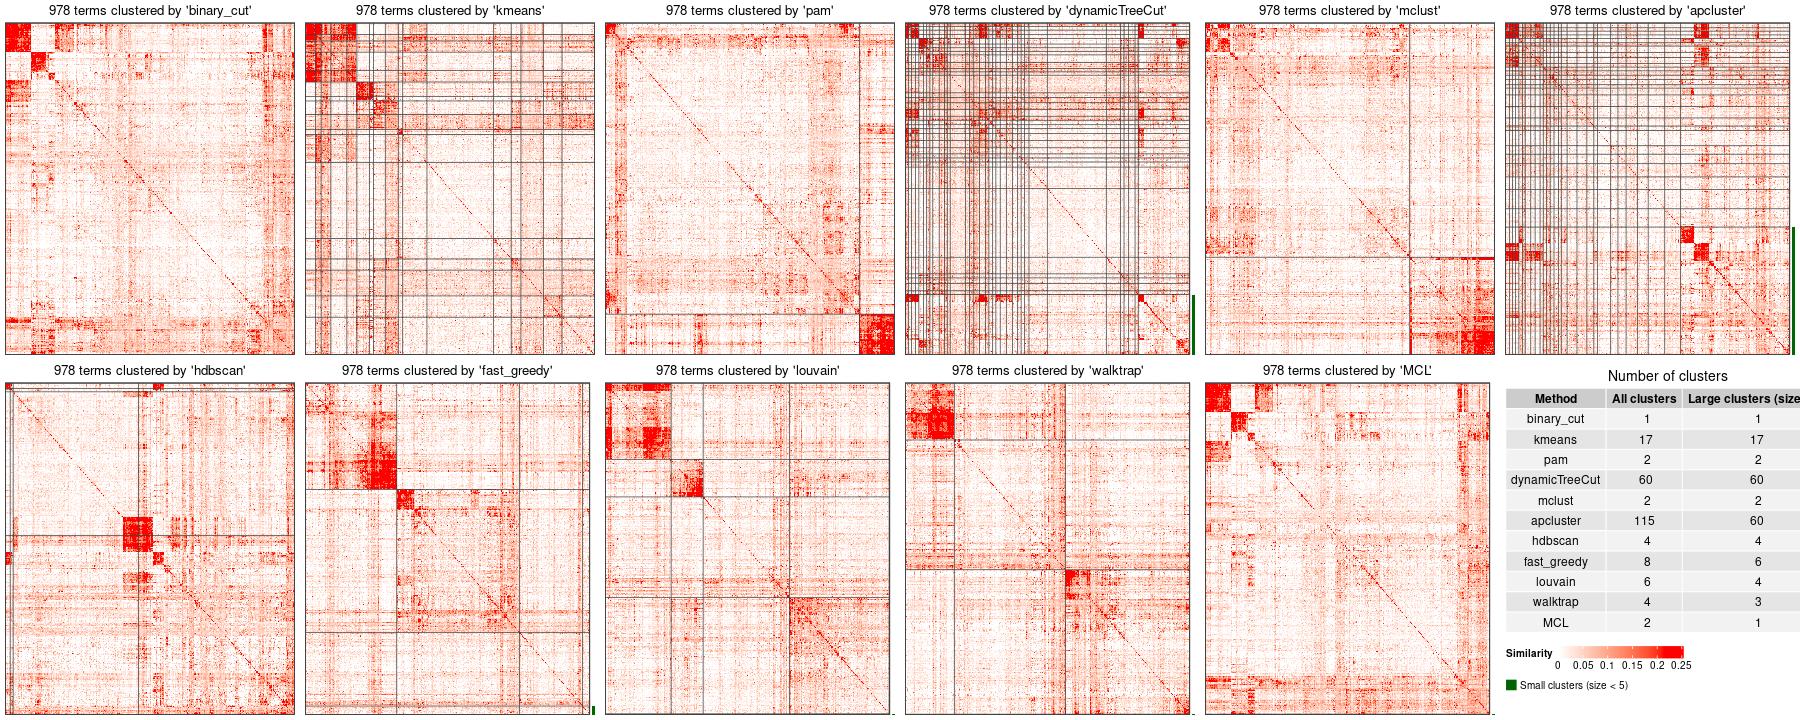 978 terms clustered by 'binary_cut'
978 terms clustered by 'kmeans'
978 terms clustered by 'pam'
978 terms clustered by 'dynamicTreeCut'
978 terms clustered by 'mclust'
978 terms clustered by 'apcluster'
978 terms clustered by 'hdbscan'
978 terms clustered by 'fast_greedy'
978 terms clustered by 'louvain'
978 terms clustered by 'walktrap'
978 terms clustered by 'MCL'
Number of clusters
Method All clusters Large clusters (size
binary_cut 1 1
kmeans 17 17
pam 2 2
dynamicTreeCut 60 60
mclust 2 2
apcluster 115 60
hdbscan 4 4
fast_greedy 8 6
louvain 6 4
walktrap 4 3
MCL 2 1
Similarity
0 0.05 0.1 0.15 0.2 0.25
Small clusters (size < 5)